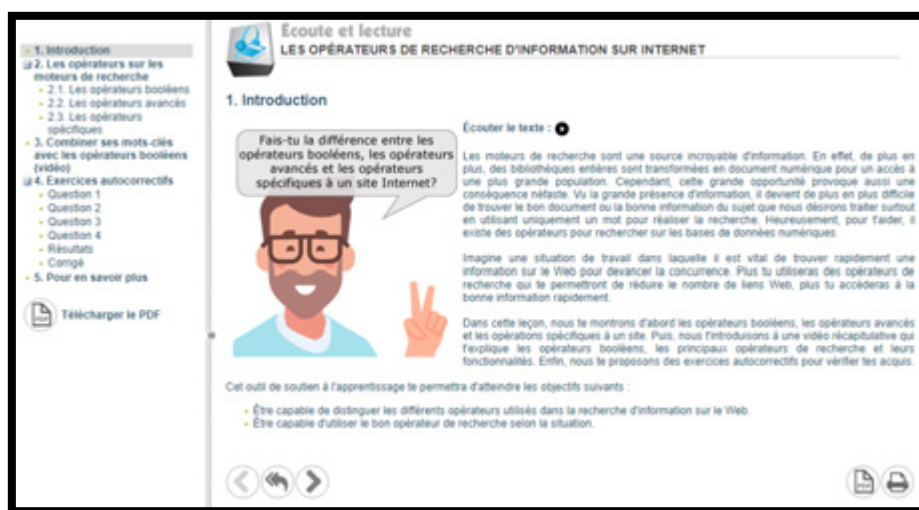 1. Introduction
2. Les opérateurs sur les
moteurs de recherche
2.1. Les opérateurs booléens
2.2. Les opérateurs avancés
2.3. Les opérateurs
spécifiques
3. Combiner ses mots-clés
avec les opérateurs booléens
(vidéo)
4. Exercices autocorrectifs
Question 1
Question 2
Question 3
Question 4
Résultats
Corrigé
5. Pour en savoir plus
PDF
Télécharger le PDF
Écoute et lecture
LES OPÉRATEURS DE RECHERCHE D'INFORMATION SUR INTERNET
1. Introduction
Fais-tu la différence entre les
opérateurs booléens, les opérateurs
avancés et les opérateurs
spécifiques à un site Internet?
Écouter le texte :
Les moteurs de recherche sont une source incroyable d'information. En effet, de plus en
plus, des bibliothèques entières sont transformées en document numérique pour un accès à
une plus grande population. Cependant, cette grande opportunité provoque aussi une
conséquence néfaste. Vu la grande présence d'information, il devient de plus en plus difficile
de trouver le bon document ou la bonne information du sujet que nous désirons traiter surtout
en utilisant uniquement un mot pour réaliser la recherche. Heureusement, pour t'aider, il
existe des opérateurs pour rechercher sur les bases de données numériques.
Imagine une situation de travail dans laquelle il est vital de trouver rapidement une
information sur le Web pour devancer la concurrence. Plus tu utiliseras des opérateurs de
recherche qui te permettront de réduire le nombre de liens Web, plus tu accèderas à la
bonne information rapidement.
Dans cette leçon, nous te montrons d'abord les opérateurs booléens, les opérateurs avancés
et les opérations spécifiques à un site. Puis, nous t'introduisons à une vidéo récapitulative qui
t'explique les opérateurs booléens, les principaux opérateurs de recherche et leurs
fonctionnalités. Enfin, nous te proposons des exercices autocorrectifs pour vérifier tes acquis.
Cet outil de soutien à l'apprentissage te permettra d'atteindre les objectifs suivants :
Être capable de distinguer les différents opérateurs utilisés dans la recherche d'information sur le Web.
Être capable d'utiliser le bon opérateur de recherche selon la situation.
PDF